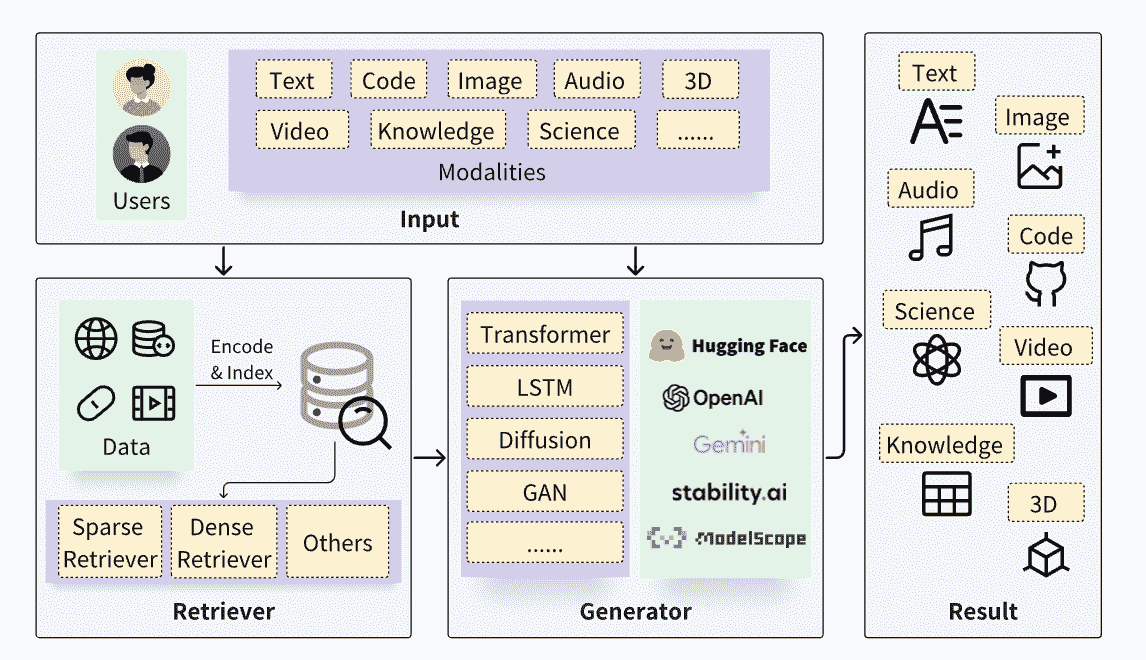 Users
Text
Code
Image
Audio
3D
Video
Knowledge
Science
......
Modalities
Input
Data
Encode
& Index
Sparse
Retriever
Dense
Retriever
Others
Retriever
Transformer
LSTM
Diffusion
GAN
......
Hugging Face
OpenAI
Gemini
stability.ai
ModelScope
Generator
Text
Image
Audio
Code
Science
Video
Knowledge
3D
Result